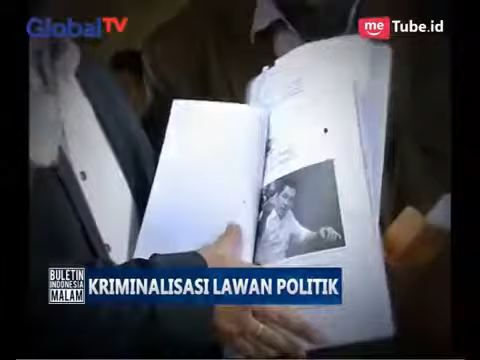 GlobalTV
me Tube.id
BULETIN
INDONESIA
MALAM
KRIMINALISASI LAWAN POLITIK